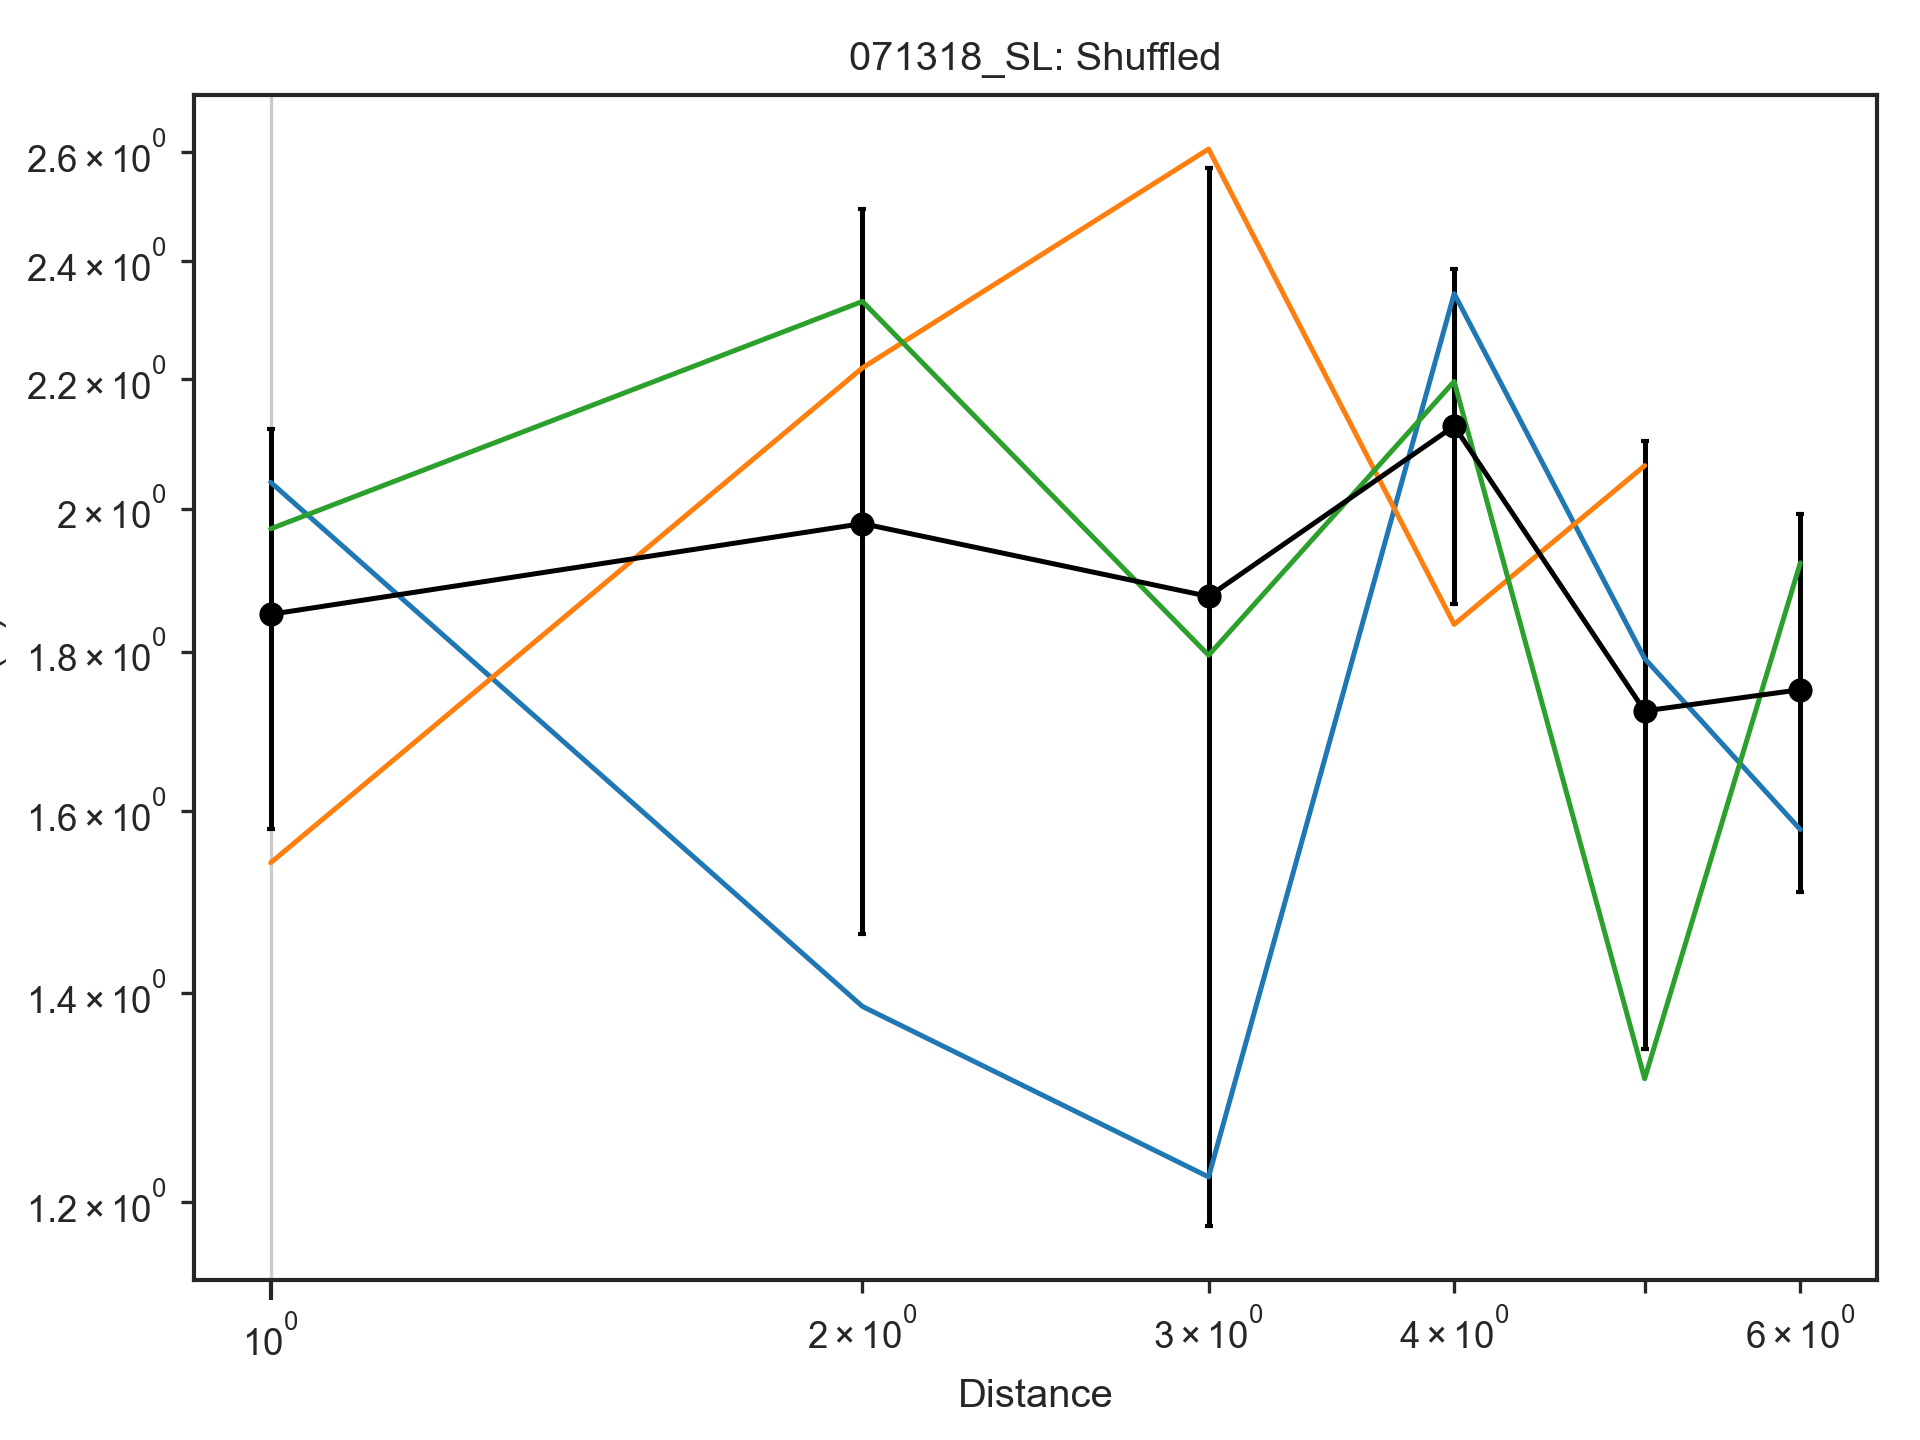 071318_SL: Shuffled
2.6 × 10⁰
2.4 × 10⁰
2.2 × 10⁰
2 × 10⁰
1.8 × 10⁰
1.6 × 10⁰
1.4 × 10⁰
1.2 × 10⁰
10⁰ 2 × 10⁰ 3 × 10⁰ 4 × 10⁰ 6 × 10⁰
Distance